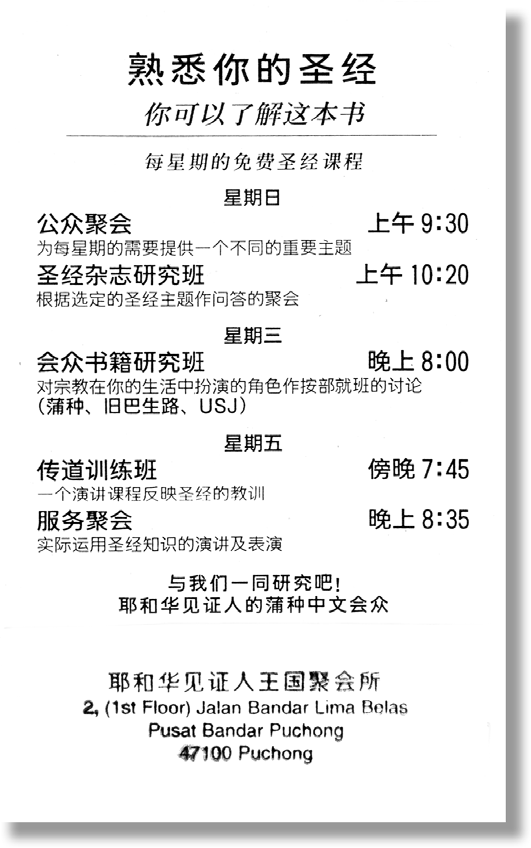 熟悉你的圣经
你可以了解这本书
每星期的免费圣经课程
星期日
公众聚会 上午 9:30
为每星期的需要提供一个不同的重要主题
圣经杂志研究班 上午 10:20
根据选定的圣经主题作问答的聚会
星期三
会众书籍研究班 晚上 8:00
对宗教在你的生活中扮演的角色作按部就班的讨论
(蒲种、旧巴生路、USJ)
星期五
传道训练班 傍晚 7:45
一个演讲课程反映圣经的教训
服务聚会 晚上 8:35
实际运用圣经知识的演讲及表演
与我们一同研究吧!
耶和华见证人的蒲种中文会众
耶和华见证人王国聚会所
2, (1st Floor) Jalan Bandar Lima Belas
Pusat Bandar Puchong
47100 Puchong